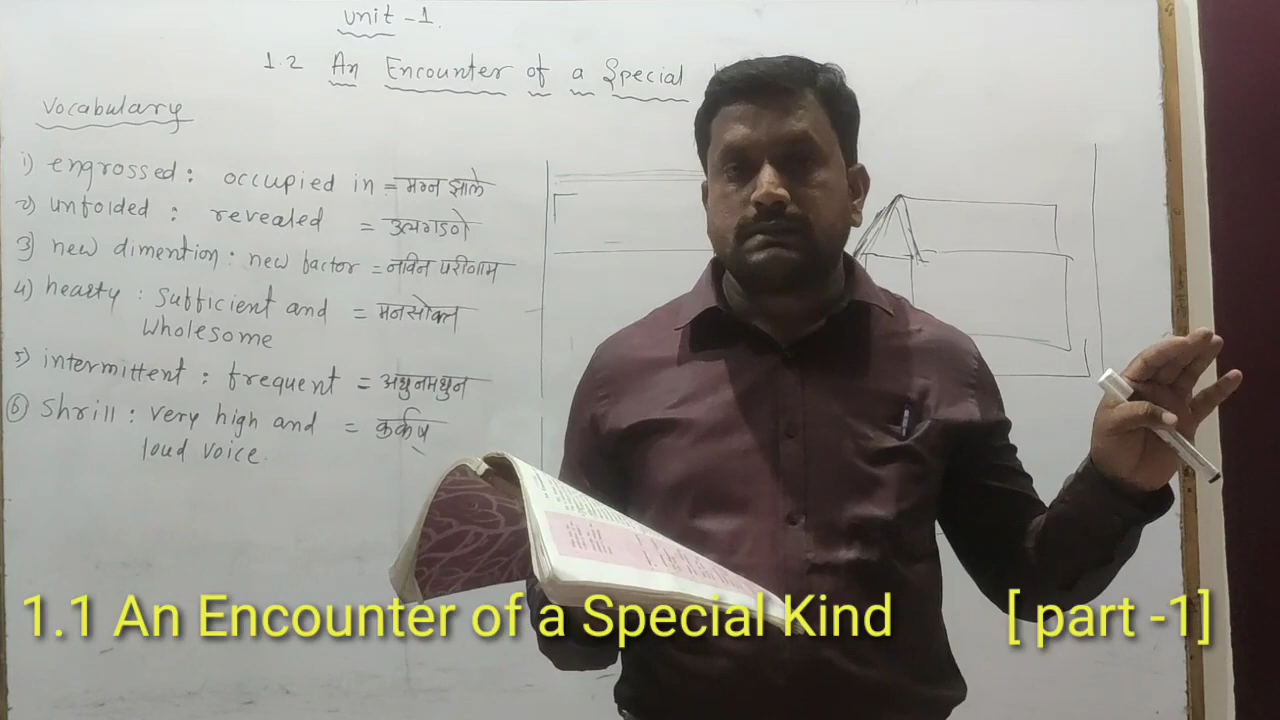 unit - 1.
1.2 An Encounter of a Special
Vocabulary
1) engrossed : occupied in = मग्न झाले
2) unfolded : revealed = उलगडणे
3) new dimention : new factor = नविन परीणाम
4) hearty : sufficient and = मनसोक्त
wholesome
5) intermittent : frequent = अधुनमधुन
6) Shrill : very high and = कर्कष
loud voice.
1.1 An Encounter of a Special Kind [ part -1]